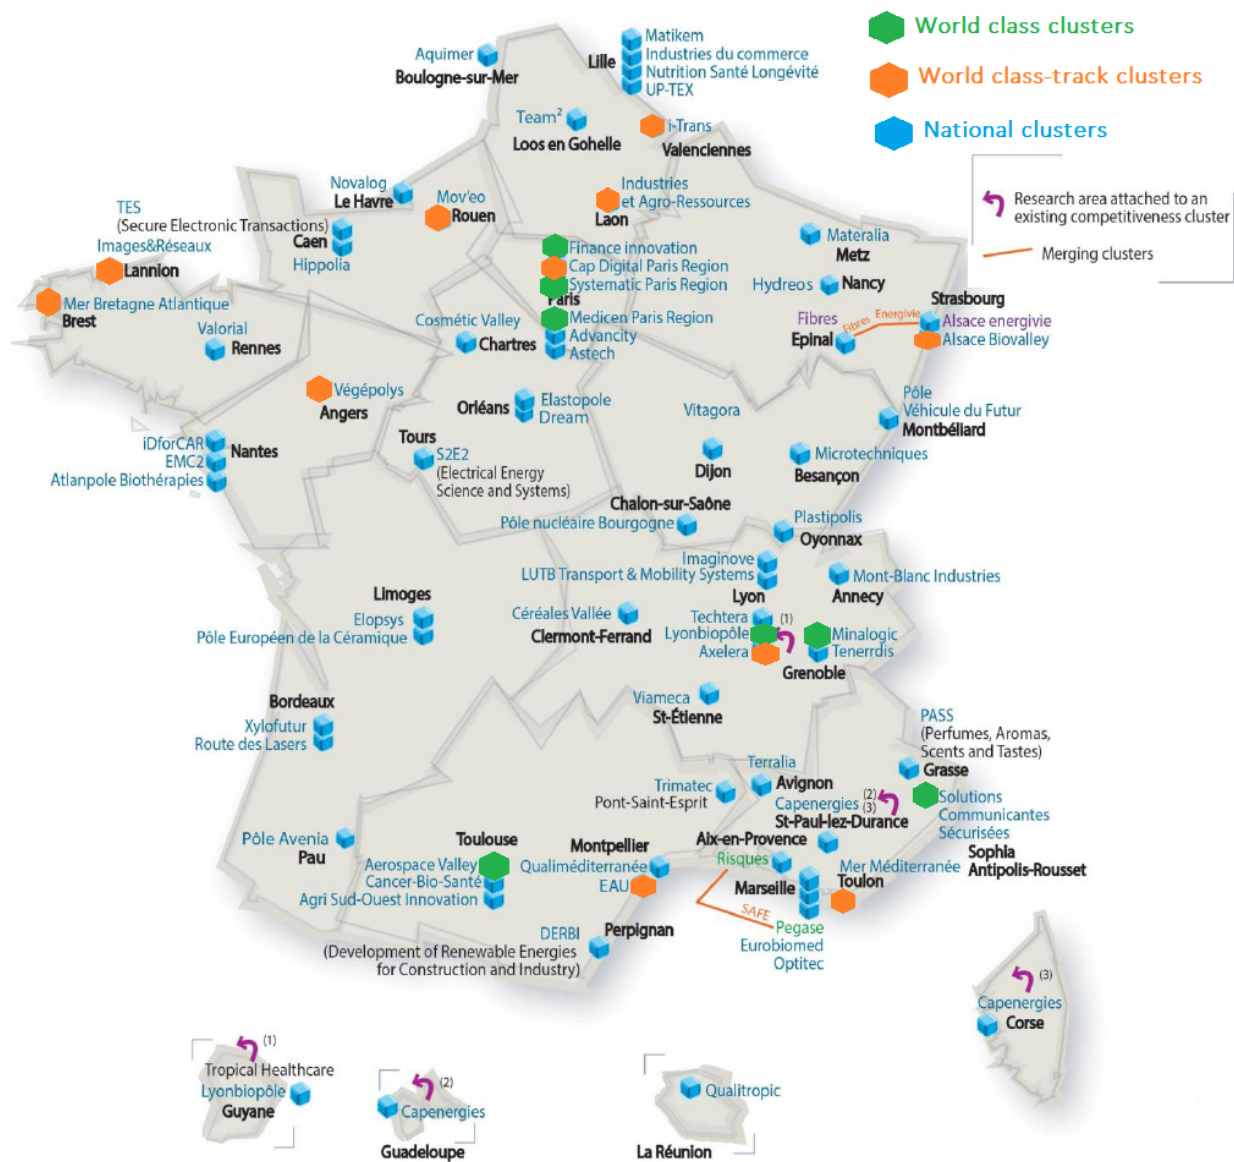 World class clusters
World class-track clusters
National clusters
Research area attached to an
existing competitiveness cluster
Merging clusters
Aquimer
Boulogne-sur-Mer
Lille
Matikem
Industries du commerce
Nutrition Santé Longévité
UP-TEX
Team²
Loos en Gohelle
i-Trans
Valenciennes
Novalog
Le Havre
Mov'eo
Rouen
Industries
et Agro-Ressources
Laon
TES
(Secure Electronic Transactions)
Caen
Hippolia
Images&Réseaux
Lannion
Mer Bretagne Atlantique
Brest
Valorial
Rennes
Finance innovation
Cap Digital Paris Region
Systematic Paris Region
Paris
Medicen Paris Region
Advancity
Astech
Cosmétic Valley
Chartres
Materalia
Metz
Hydreos
Nancy
Strasbourg
Fibres
Epinal
Fibres
Energivie
Alsace energivie
Alsace Biovalley
Végépolys
Angers
Orléans
Elastopole
Dream
Vitagora
Dijon
Pôle
Véhicule du Futur
Montbéliard
iDforCAR
EMC2
Atlanpole Biothérapies
Nantes
Tours
S2E2
(Electrical Energy
Science and Systems)
Microtechniques
Besançon
Chalon-sur-Saône
Pôle nucléaire Bourgogne
Plastipolis
Oyonnax
Imaginove
LUTB Transport & Mobility Systems
Lyon
Mont-Blanc Industries
Annecy
Limoges
Elopsys
Pôle Européen de la Céramique
Céréales Vallée
Clermont-Ferrand
Techtera
(1)
Lyonbiopôle
Axelera
Minalogic
Tenerrdis
Grenoble
Viameca
St-Étienne
Bordeaux
Xylofutur
Route des Lasers
PASS
(Perfumes, Aromas,
Scents and Tastes)
Grasse
Terralia
Avignon
Trimatec
Pont-Saint-Esprit
Capenergies
(2)
(3)
St-Paul-lez-Durance
Solutions
Communicantes
Sécurisées
Sophia
Antipolis-Rousset
Pôle Avenia
Pau
Toulouse
Aerospace Valley
Cancer-Bio-Santé
Agri Sud-Ouest Innovation
Montpellier
Qualiméditerranée
EAU
Aix-en-Provence
Risques
Marseille
SAFE
Pegase
Eurobiomed
Optitec
Mer Méditerranée
Toulon
DERBI
Perpignan
(Development of Renewable Energies
for Construction and Industry)
(3)
Capenergies
Corse
(1)
Tropical Healthcare
Lyonbiopôle
Guyane
(2)
Capenergies
Guadeloupe
Qualitropic
La Réunion